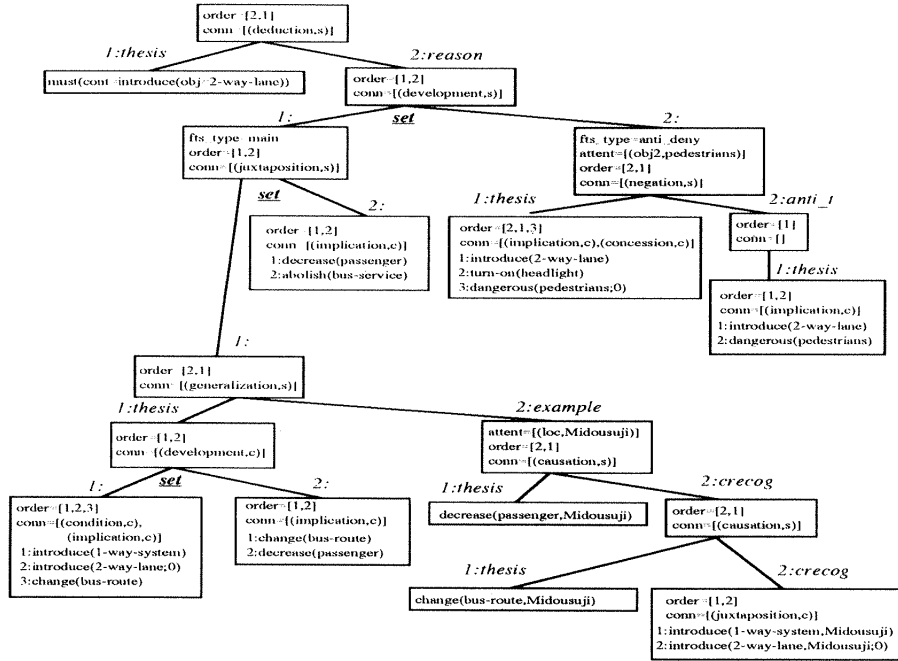 order=[2,1]
conn=[(deduction,s)]
1:thesis
2:reason
must(cont=introduce(obj=2-way-lane))
order=[1,2]
conn=[(development,s)]
1:
set
2:
fts_type=main
order=[1,2]
conn=[(juxtaposition,s)]
fts_type=anti_deny
attent=[(obj2,pedestrians)]
order=[2,1]
conn=[(negation,s)]
set
2:
1:thesis
2:anti_t
order=[1,2]
conn=[(implication,c)]
1:decrease(passenger)
2:abolish(bus-service)
order=[2,1,3]
conn=[(implication,c),(concession,c)]
1:introduce(2-way-lane)
2:turn-on(headlight)
3:dangerous(pedestrians;0)
order=[1]
conn=[]
1:thesis
order=[1,2]
conn=[(implication,c)]
1:introduce(2-way-lane)
2:dangerous(pedestrians)
1:
order=[2,1]
conn=[(generalization,s)]
1:thesis
2:example
order=[1,2]
conn=[(development,c)]
attent=[(loc,Midousuji)]
order=[2,1]
conn=[(causation,s)]
1:
set
2:
1:thesis
2:crecog
order=[1,2,3]
conn=[(condition,c),
(implication,c)]
1:introduce(1-way-system)
2:introduce(2-way-lane;0)
3:change(bus-route)
order=[1,2]
conn=[(implication,c)]
1:change(bus-route)
2:decrease(passenger)
decrease(passenger,Midousuji)
order=[2,1]
conn=[(causation,s)]
1:thesis
2:crecog
change(bus-route,Midousuji)
order=[1,2]
conn=[(juxtaposition,c)]
1:introduce(1-way-system,Midousuji)
2:introduce(2-way-lane,Midousuji;0)